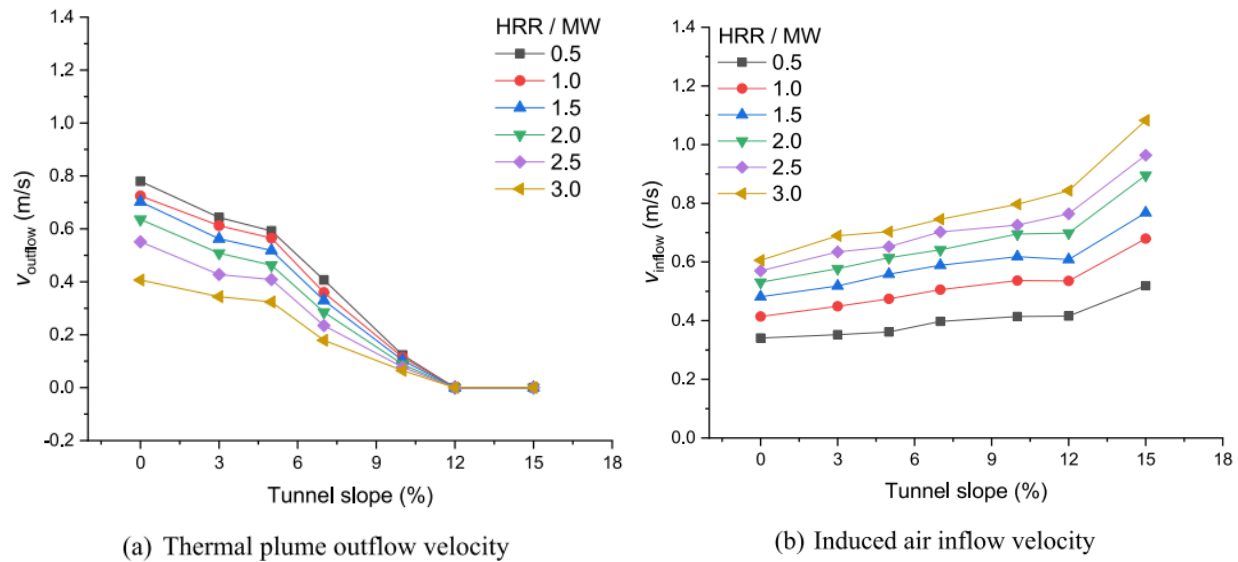 HRR / MW
0.5
1.0
1.5
2.0
2.5
3.0
1.4
1.2
1.0
0.8
0.6
0.4
0.2
0.0
-0.2
voutflow (m/s)
0 3 6 9 12 15 18
Tunnel slope (%)
(a) Thermal plume outflow velocity
HRR / MW
0.5
1.0
1.5
2.0
2.5
3.0
1.4
1.2
1.0
0.8
0.6
0.4
0.2
0.0
vinflow (m/s)
0 3 6 9 12 15 18
Tunnel slope (%)
(b) Induced air inflow velocity